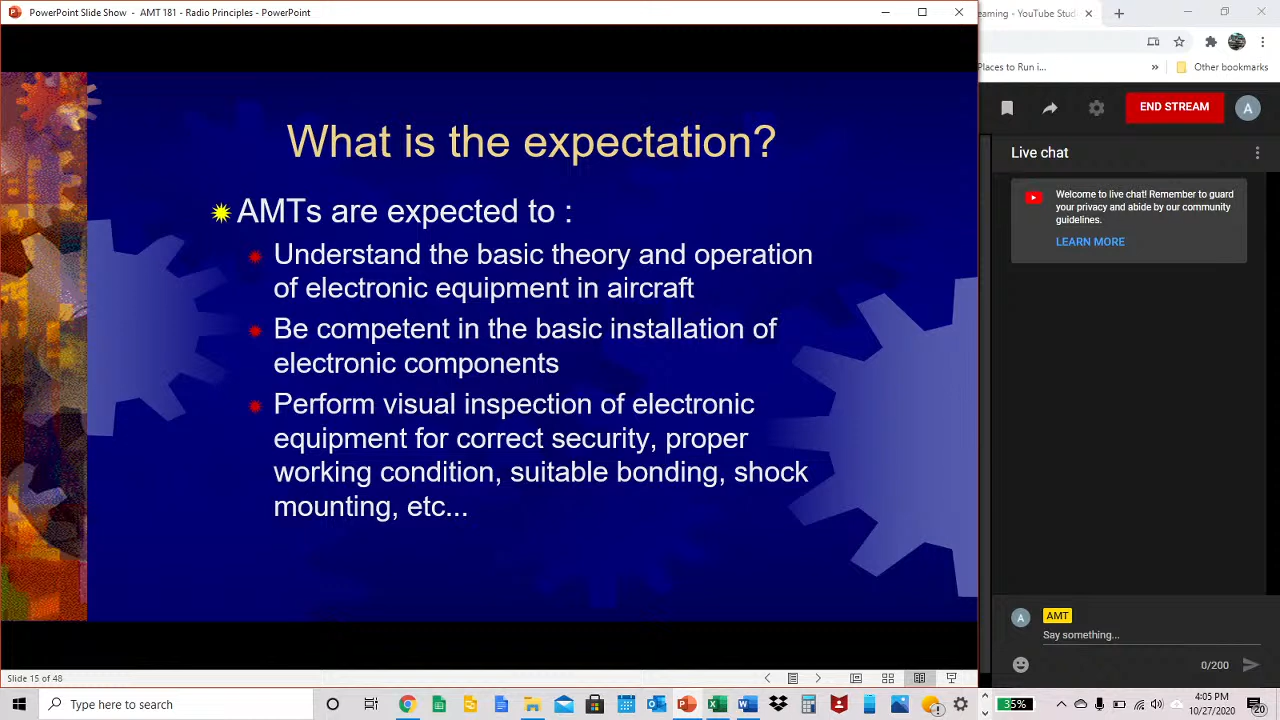 PowerPoint Slide Show - AMT 181 - Radio Principles - PowerPoint
earning - YouTube Stud
Places to Run i...
»
Other bookmarks
END STREAM
A
What is the expectation?
Live chat
Welcome to live chat! Remember to guard
your privacy and abide by our community
guidelines.
LEARN MORE
AMTs are expected to :
Understand the basic theory and operation
of electronic equipment in aircraft
Be competent in the basic installation of
electronic components
Perform visual inspection of electronic
equipment for correct security, proper
working condition, suitable bonding, shock
mounting, etc...
A
AMT
Say something...
0/200
Slide 15 of 48
Type here to search
35%
4:05 PM
10/27/2020
20